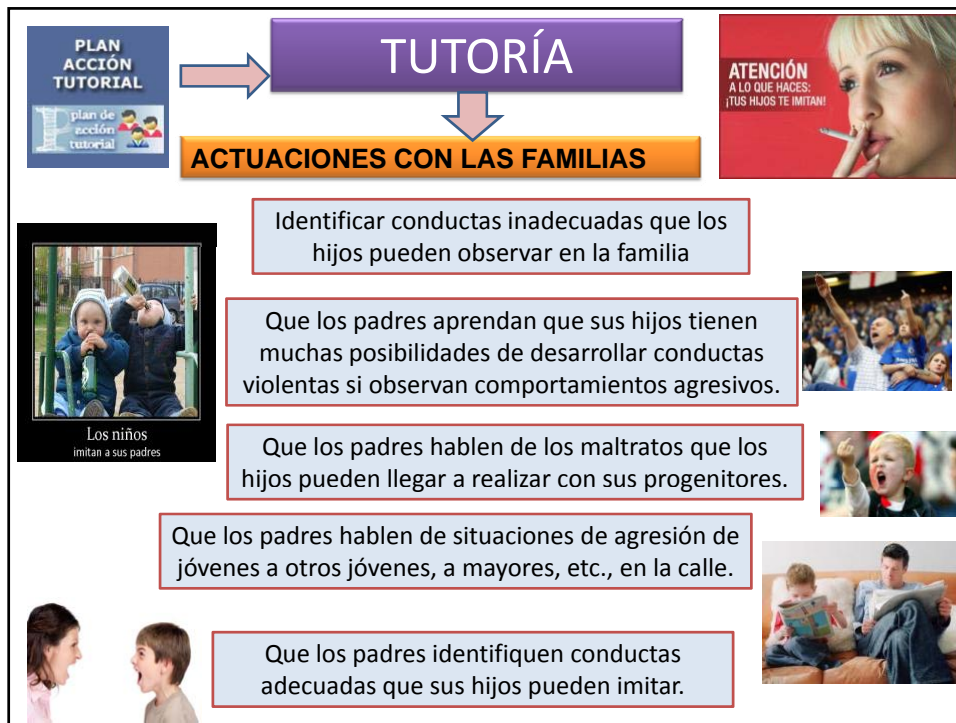 PLAN
ACCIÓN
TUTORIAL
plan de
acción
tutorial
TUTORÍA
ATENCIÓN
A LO QUE HACES:
¡TUS HIJOS TE IMITAN!
ACTUACIONES CON LAS FAMILIAS
Identificar conductas inadecuadas que los
hijos pueden observar en la familia
Los niños
imitan a sus padres
Que los padres aprendan que sus hijos tienen
muchas posibilidades de desarrollar conductas
violentas si observan comportamientos agresivos.
Que los padres hablen de los maltratos que los
hijos pueden llegar a realizar con sus progenitores.
Que los padres hablen de situaciones de agresión de
jóvenes a otros jóvenes, a mayores, etc., en la calle.
Que los padres identifiquen conductas
adecuadas que sus hijos pueden imitar.